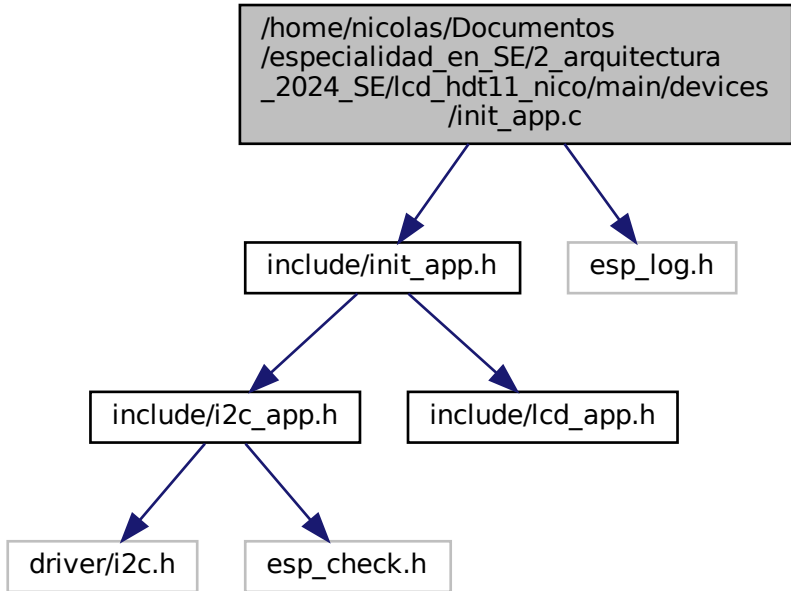 /home/nicolas/Documentos
/especialidad_en_SE/2_arquitectura
_2024_SE/lcd_hdt11_nico/main/devices
/init_app.c
include/init_app.h
esp_log.h
include/i2c_app.h
include/lcd_app.h
driver/i2c.h
esp_check.h